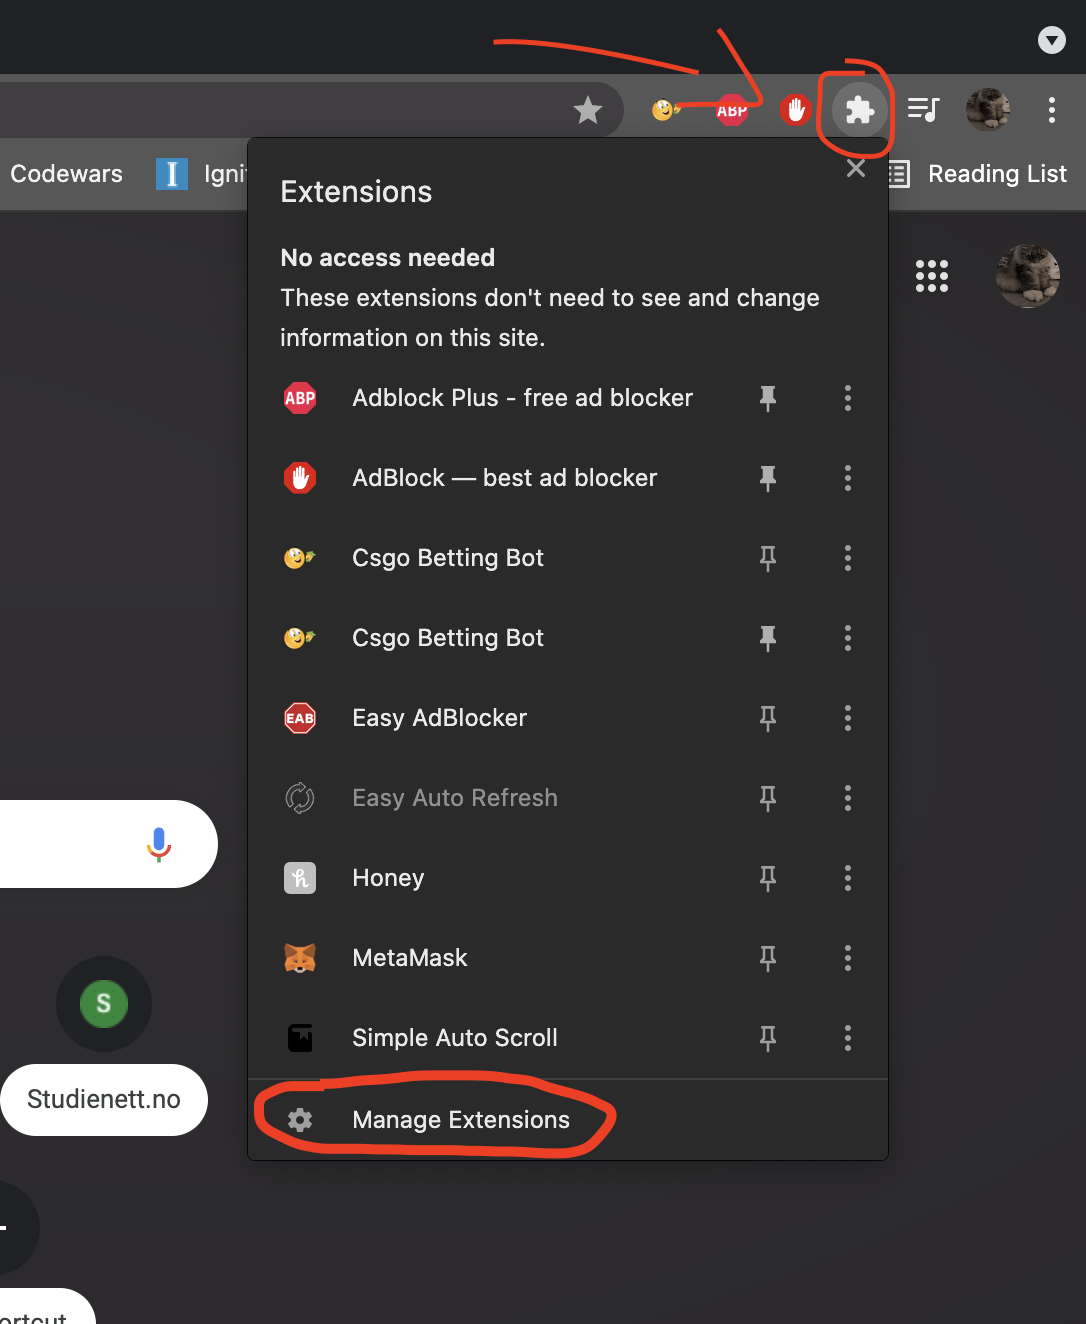 ABP
Codewars
I
Reading List
Extensions
No access needed
These extensions don't need to see and change
information on this site.
ABP Adblock Plus - free ad blocker
AdBlock — best ad blocker
Csgo Betting Bot
Csgo Betting Bot
EAB Easy AdBlocker
Easy Auto Refresh
h Honey
MetaMask
Simple Auto Scroll
S
Studienett.no
Manage Extensions